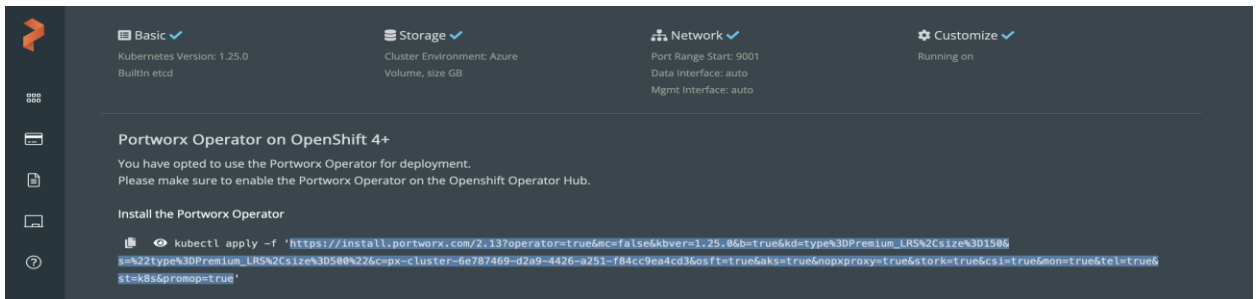 Basic
Storage
Network
Customize
Kubernetes Version: 1.25.0
Cluster Environment: Azure
Port Range Start: 9001
Running on
BuiltIn etcd
Volume, size GB
Data Interface: auto
Mgmt Interface: auto
Portworx Operator on OpenShift 4+
You have opted to use the Portworx Operator for deployment.
Please make sure to enable the Portworx Operator on the Openshift Operator Hub.
Install the Portworx Operator
kubectl apply -f 'https://install.portworx.com/2.13?operator=true&mc=false&kbver=1.25.0&b=true&kd=type%3DPremium_LRS%2Csize%3D150&
s=%22type%3DPremium_LRS%2Csize%3D500%22&c=px-cluster-6e787469-d2a9-4426-a251-f84cc9ea4cd3&osft=true&aks=true&nopxproxy=true&stork=true&csi=true&mon=true&tel=true&
st=k8s&promop=true'